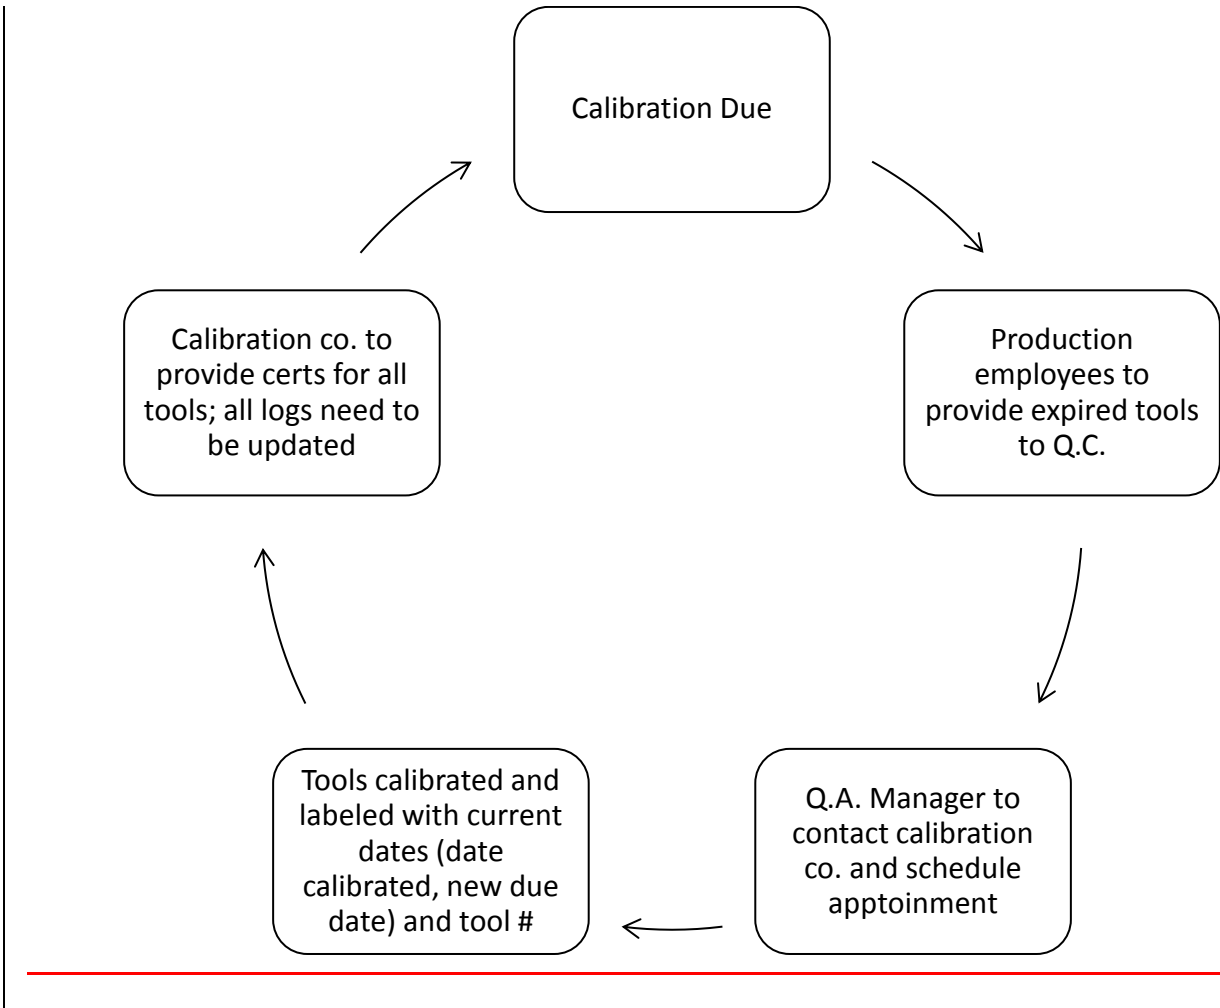 Calibration Due
Production
employees to
provide expired tools
to Q.C.
Q.A. Manager to
contact calibration
co. and schedule
apptoinment
Tools calibrated and
labeled with current
dates (date
calibrated, new due
date) and tool #
Calibration co. to
provide certs for all
tools; all logs need to
be updated